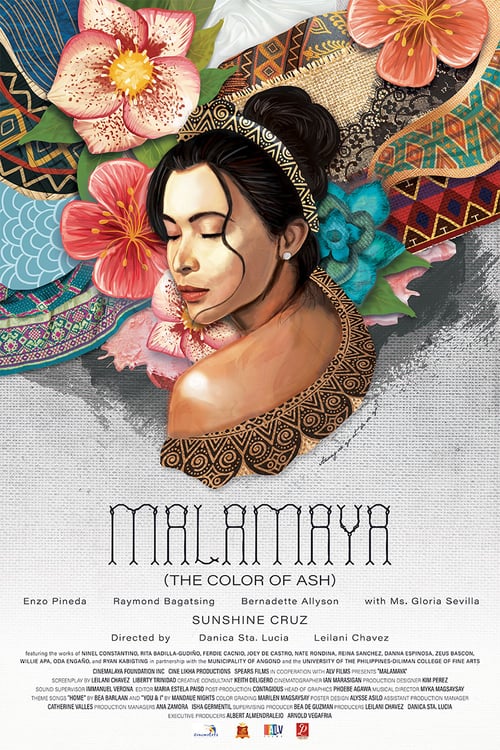 MALAMAYA
(THE COLOR OF ASH)
Enzo Pineda Raymond Bagatsing Bernadette Allyson with Ms. Gloria Sevilla
SUNSHINE CRUZ
Directed by Danica Sta. Lucia Leilani Chavez
featuring the works of NINEL CONSTANTINO, RITA BADILLA-GUDIÑO, FERDIE CACNIO, JOEY DE CASTRO, NATE RONDINA, REINA SANCHEZ, DANNA ESPINOSA, ZEUS BASCON,
WILLIE APA, ODA ENGAÑO, and RYAN KABIGTING in partnership with the MUNICIPALITY OF ANGONO and the UNIVERSITY OF THE PHILIPPINES-DILIMAN COLLEGE OF FINE ARTS
CINEMALAYA FOUNDATION INC CINE LIKHA PRODUCTIONS SPEARS FILMS IN COOPERATION WITH ALV FILMS PRESENTS "MALAMAYA"
SCREENPLAY BY LEILANI CHAVEZ LIBERTY TRINIDAD CREATIVE CONSULTANT KEITH DELIGERO CINEMATOGRAPHER IAN MARASIGAN PRODUCTION DESIGNER KIM PEREZ
SOUND SUPERVISOR IMMANUEL VERONA EDITOR MARIA ESTELA PAISO POST-PRODUCTION CONTAGIOUS HEAD-OF-GRAPHICS PHOEBE AGAWA MUSICAL DIRECTOR MIYKA MAGSAYSAY
THEME SONGS "HOME" BY BEA BARLAAN AND "YOU & I" BY MANDAUE NIGHTS COLOR GRADING MARILEN MAGSAYSAY POSTER DESIGN ALYSSE ASILO ASSISTANT PRODUCTION MANAGER
CATHERINE VALLES PRODUCTION MANAGERS ANA ZAMORA ISHA GERMENTIL SUPERVISING PRODUCER BEA DE GUZMAN PRODUCERS LEILANI CHAVEZ DANICA STA. LUCIA
EXECUTIVE PRODUCERS ALBERT ALMENDRALEJO ARNOLD VEGAFRIA